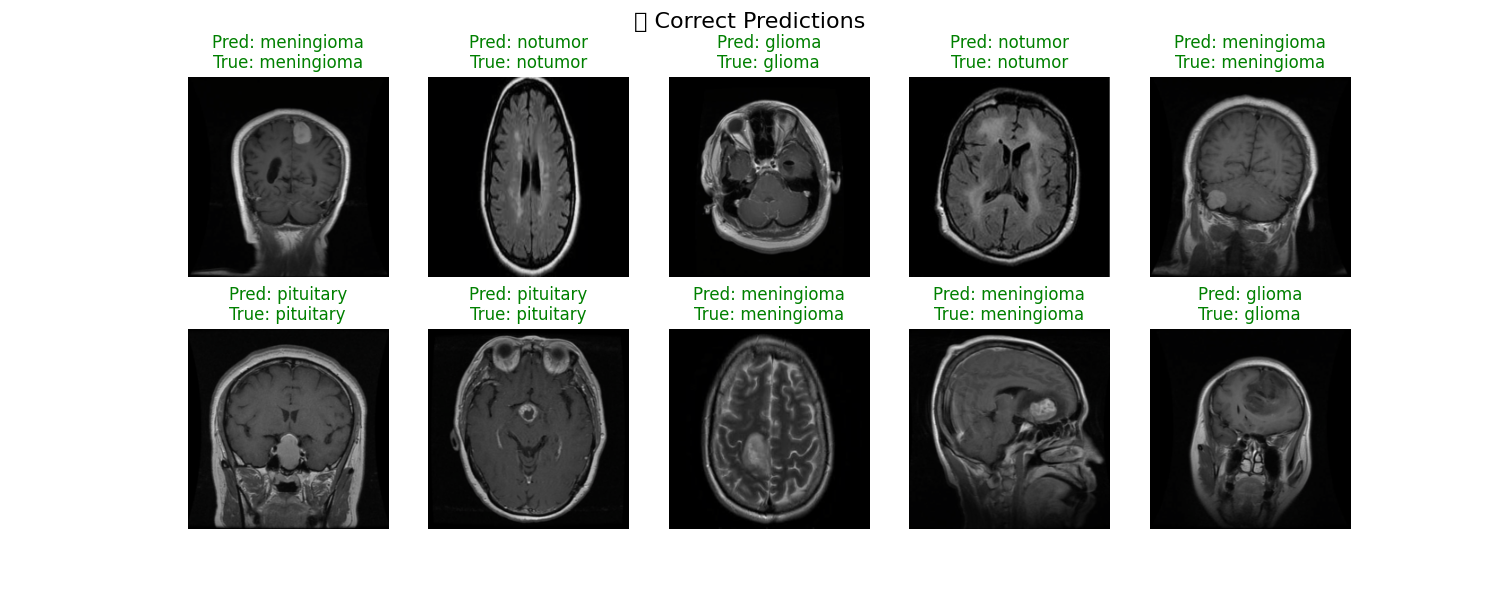 Correct Predictions
Pred: meningioma
True: meningioma
Pred: notumor
True: notumor
Pred: glioma
True: glioma
Pred: notumor
True: notumor
Pred: meningioma
True: meningioma
Pred: pituitary
True: pituitary
Pred: pituitary
True: pituitary
Pred: meningioma
True: meningioma
Pred: meningioma
True: meningioma
Pred: glioma
True: glioma